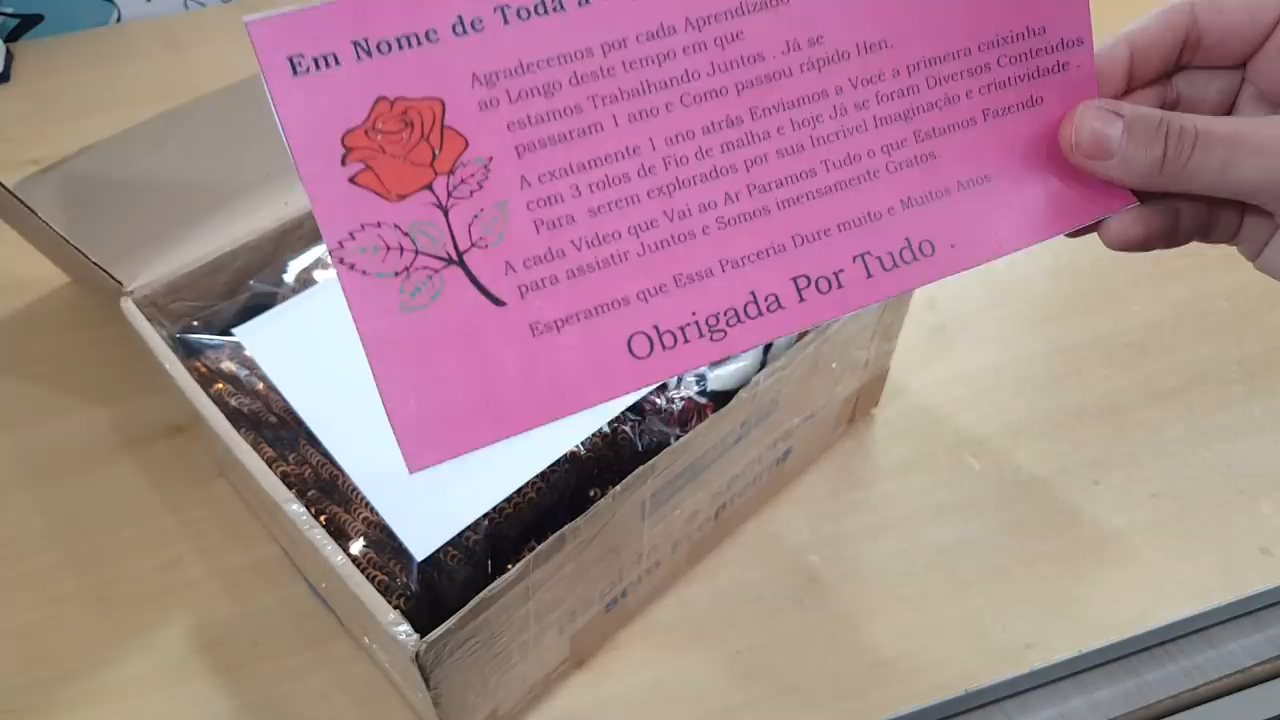 Em Nome de Toda a
Agradecemos por cada Aprendizado
ao Longo deste tempo em que
estamos Trabalhando Juntos . Já se
passaram 1 ano e Como passou rápido Hen.
A exatamente 1 ano atrás Enviamos a Você a primeira caixinha
com 3 rolos de Fio de malha e hoje Já se foram Diversos Conteúdos
Para serem explorados por sua Incrivel Imaginação e criatividade .
A cada Video que Vai ao Ar Paramos Tudo o que Estamos Fazendo
para assistir Juntos e Somos imensamente Gratos.
Esperamos que Essa Parceria Dure muito e Muitos Anos
Obrigada Por Tudo .